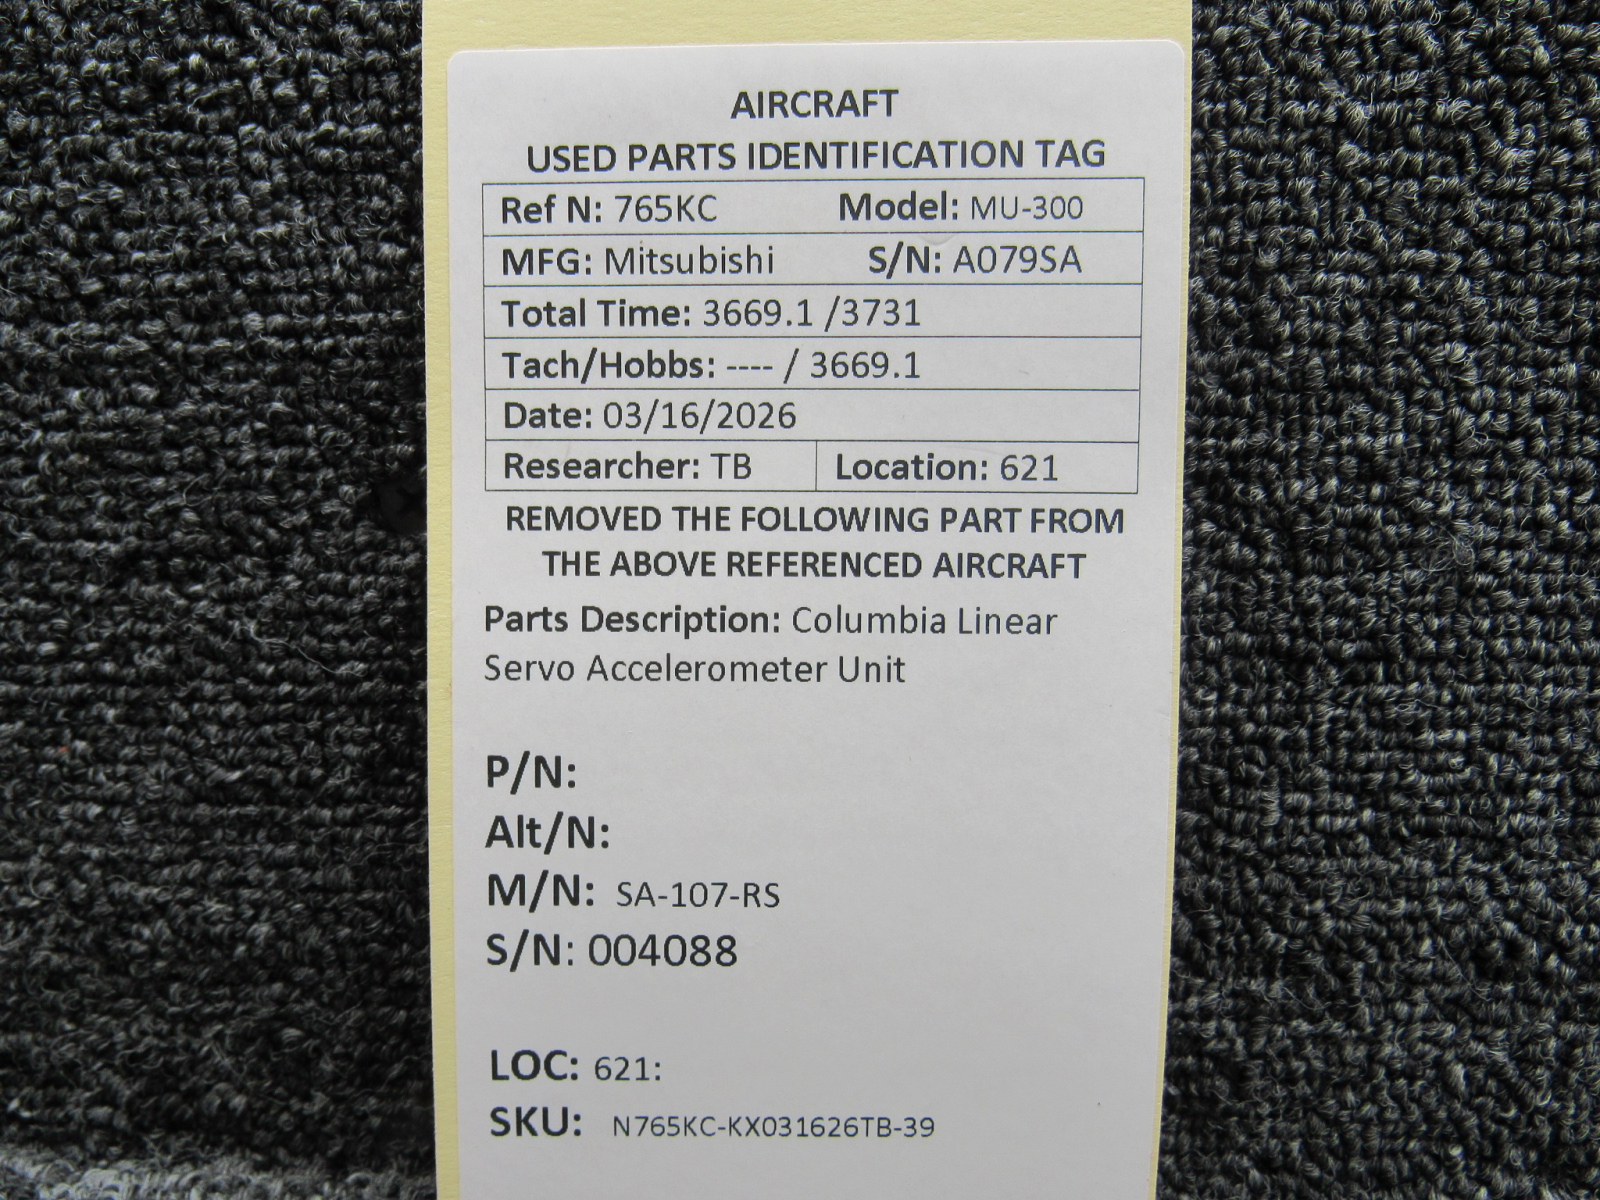 AIRCRAFT
USED PARTS IDENTIFICATION TAG
Ref N: 765KC Model: MU-300
MFG: Mitsubishi S/N: A079SA
Total Time: 3669.1 /3731
Tach/Hobbs: ---- / 3669.1
Date: 03/16/2026
Researcher: TB Location: 621
REMOVED THE FOLLOWING PART FROM
THE ABOVE REFERENCED AIRCRAFT
Parts Description: Columbia Linear
Servo Accelerometer Unit
P/N:
Alt/N:
M/N: SA-107-RS
S/N: 004088
LOC: 621:
SKU: N765KC-KX031626TB-39